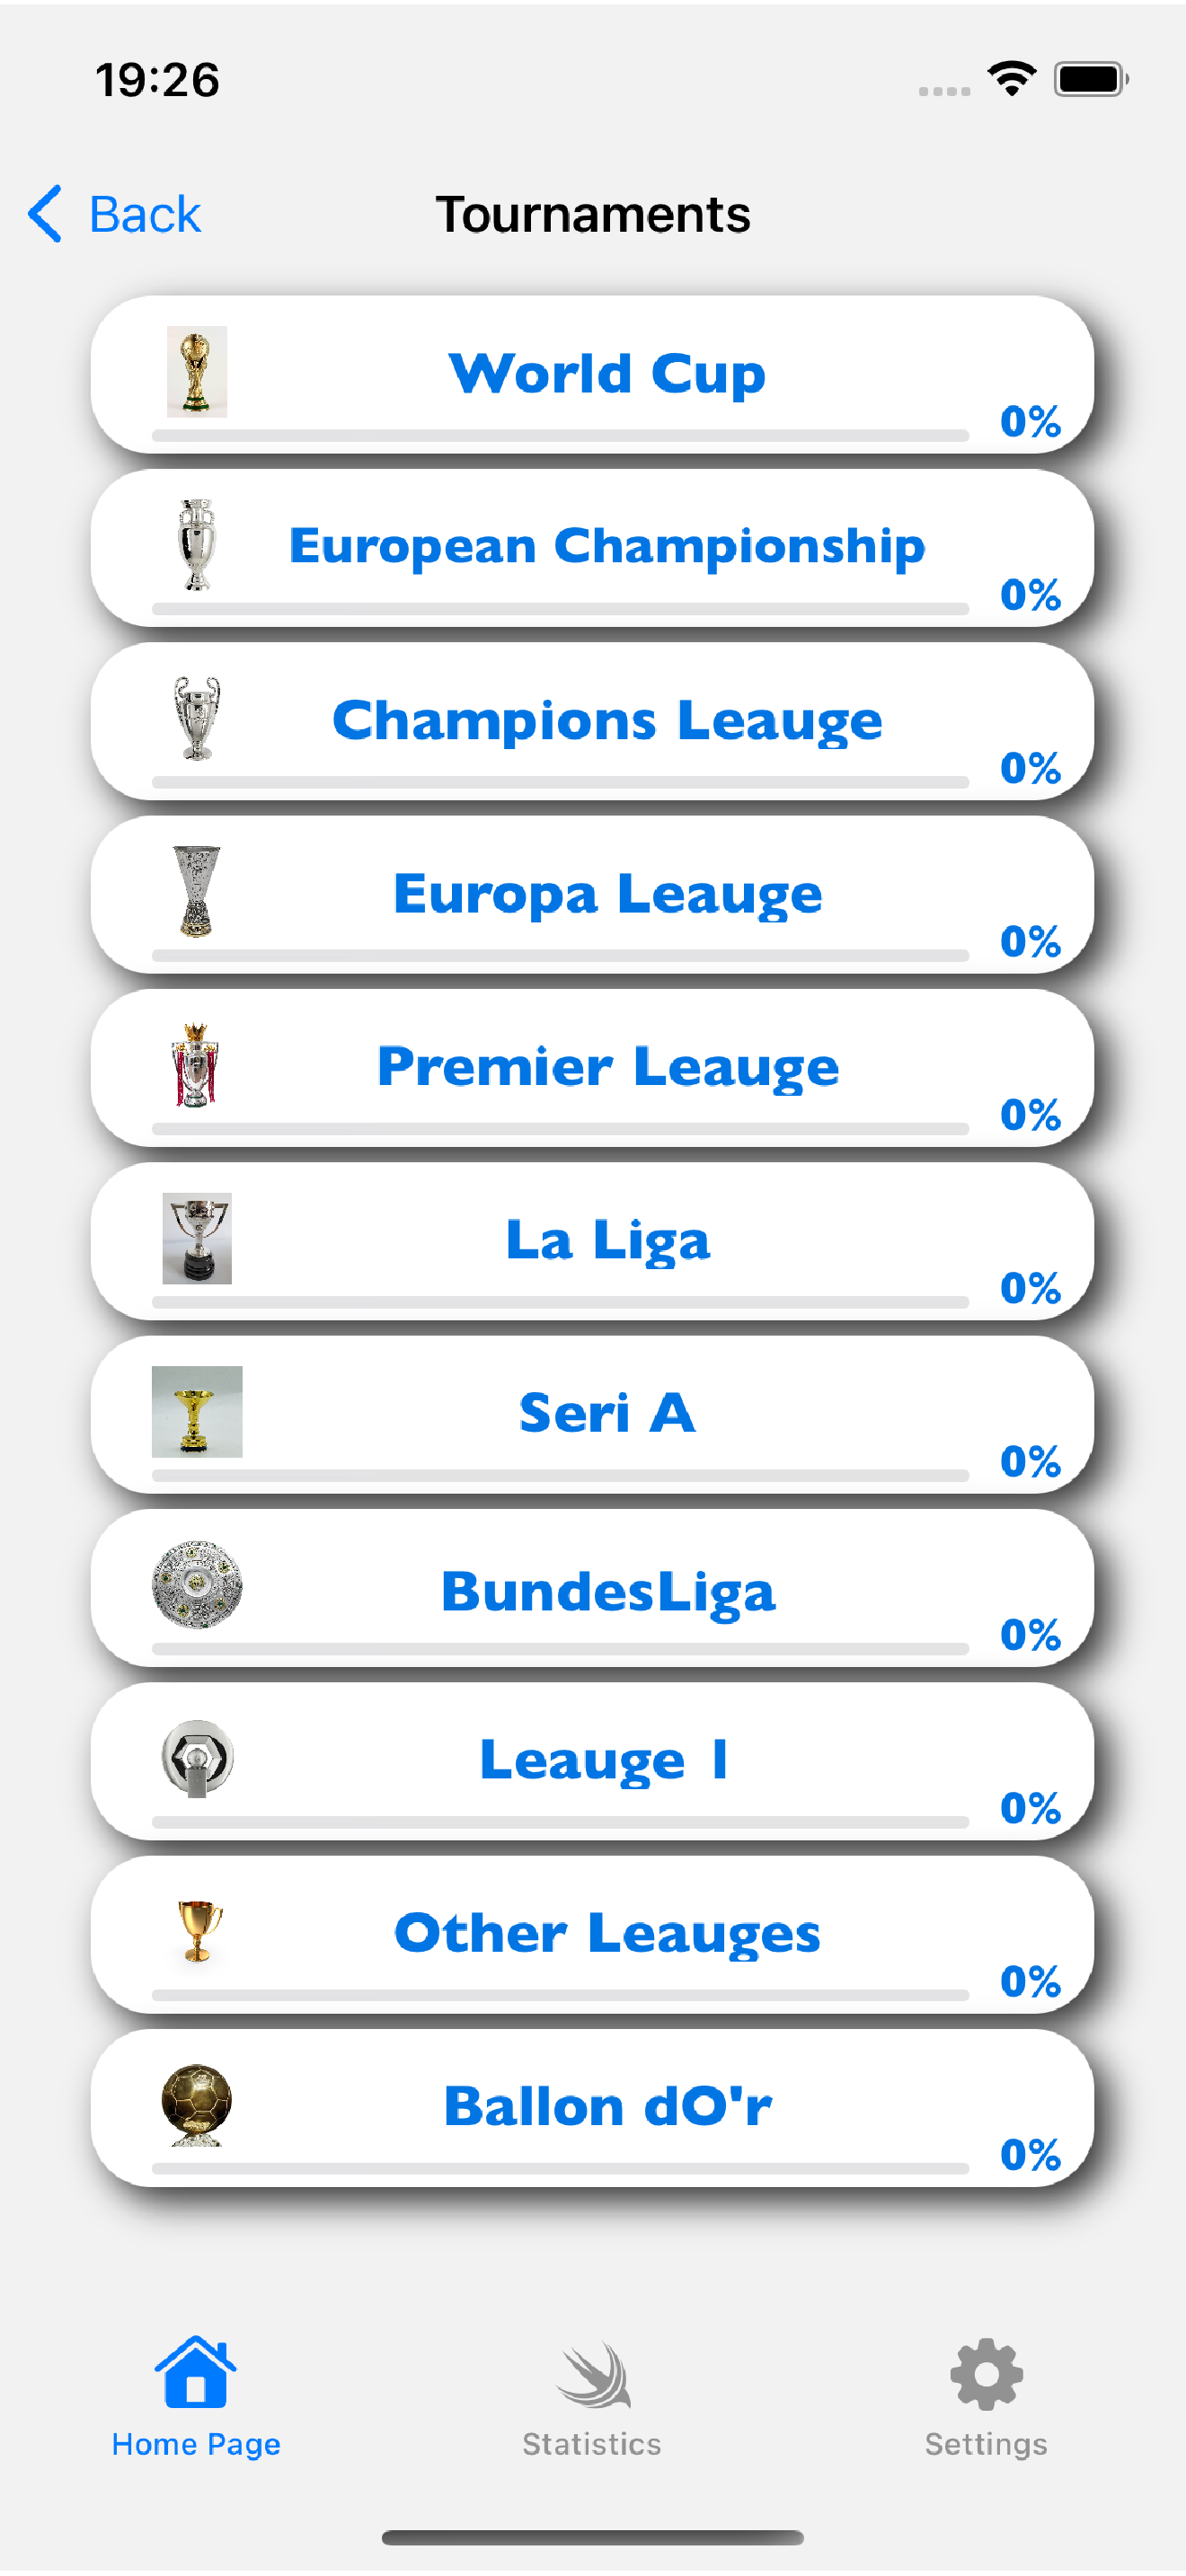 19:26
Back
Tournaments
World Cup
0%
European Championship
0%
Champions Leauge
0%
Europa Leauge
0%
Premier Leauge
0%
La Liga
0%
Seri A
0%
BundesLiga
0%
Leauge 1
0%
Other Leauges
0%
Ballon dO'r
0%
Home Page
Statistics
Settings